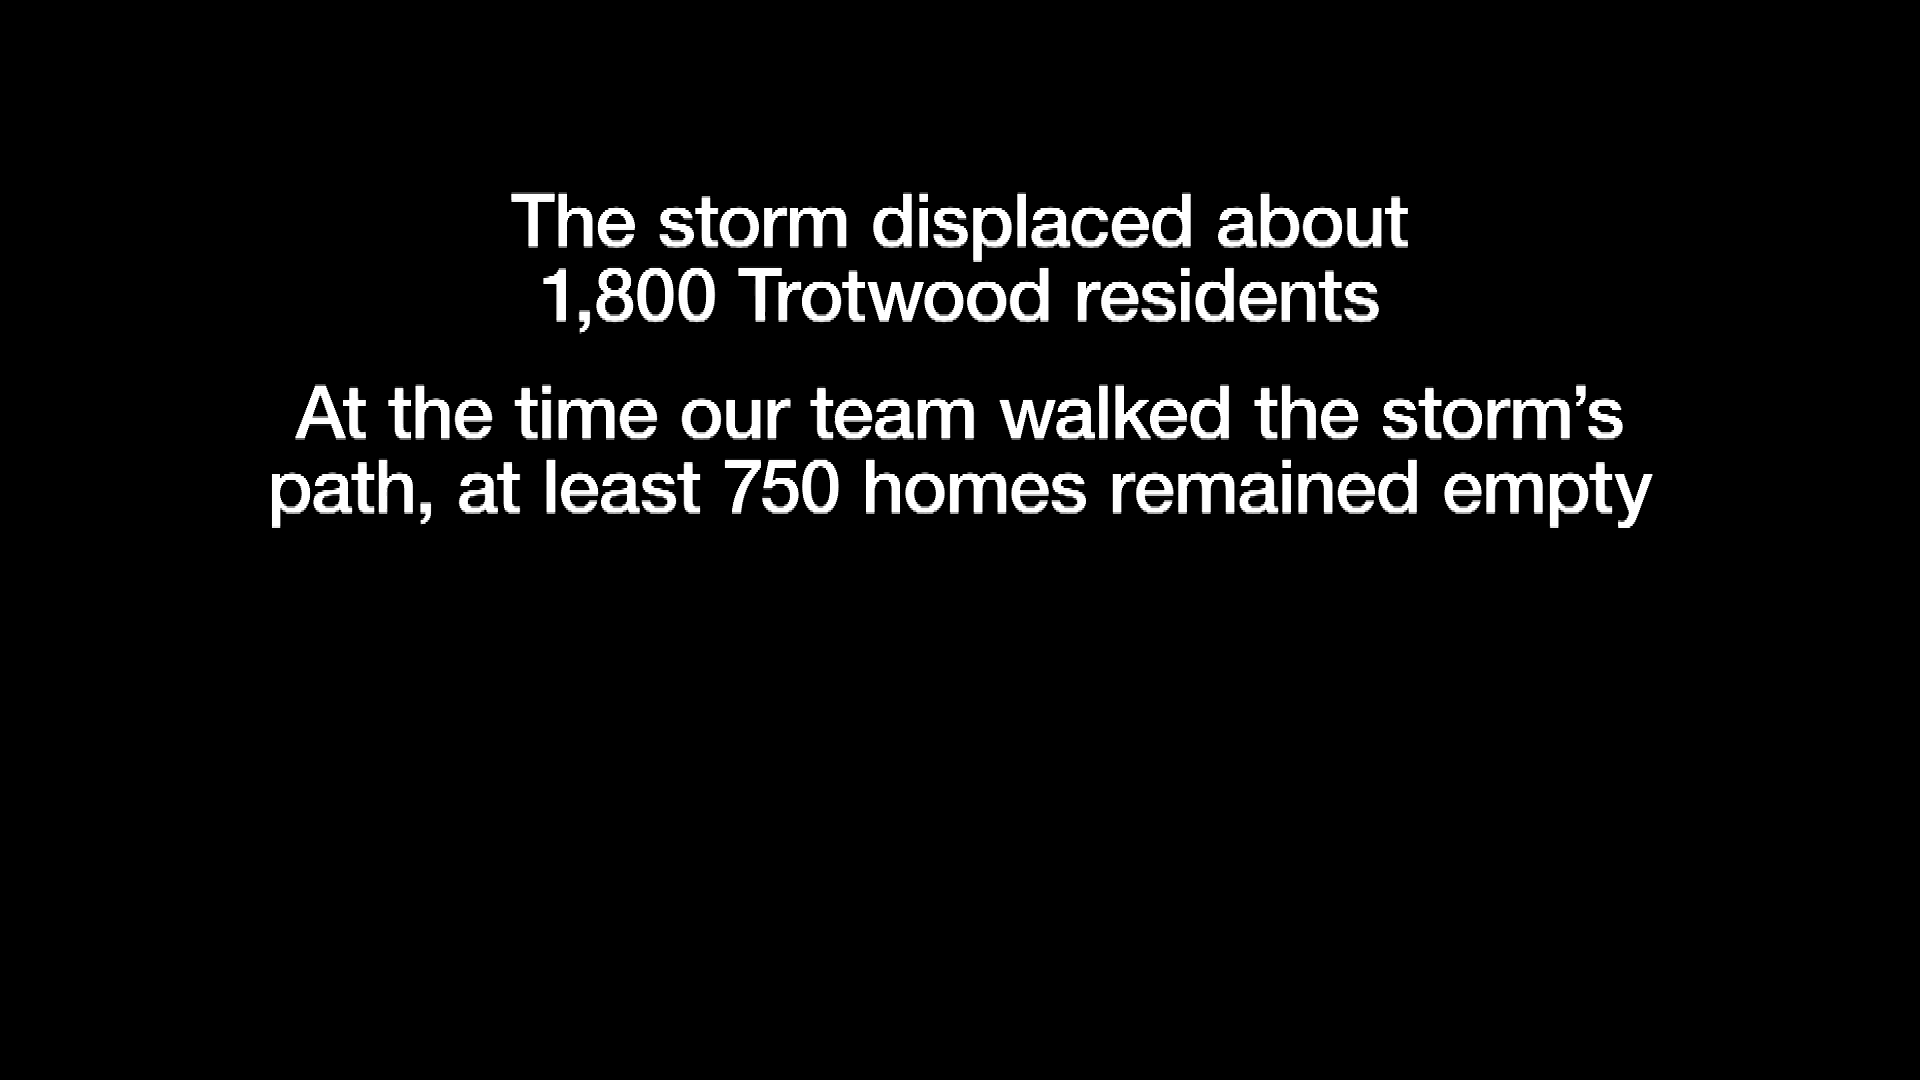 The storm displaced about
1,800 Trotwood residents
At the time our team walked the storm’s
path, at least 750 homes remained empty